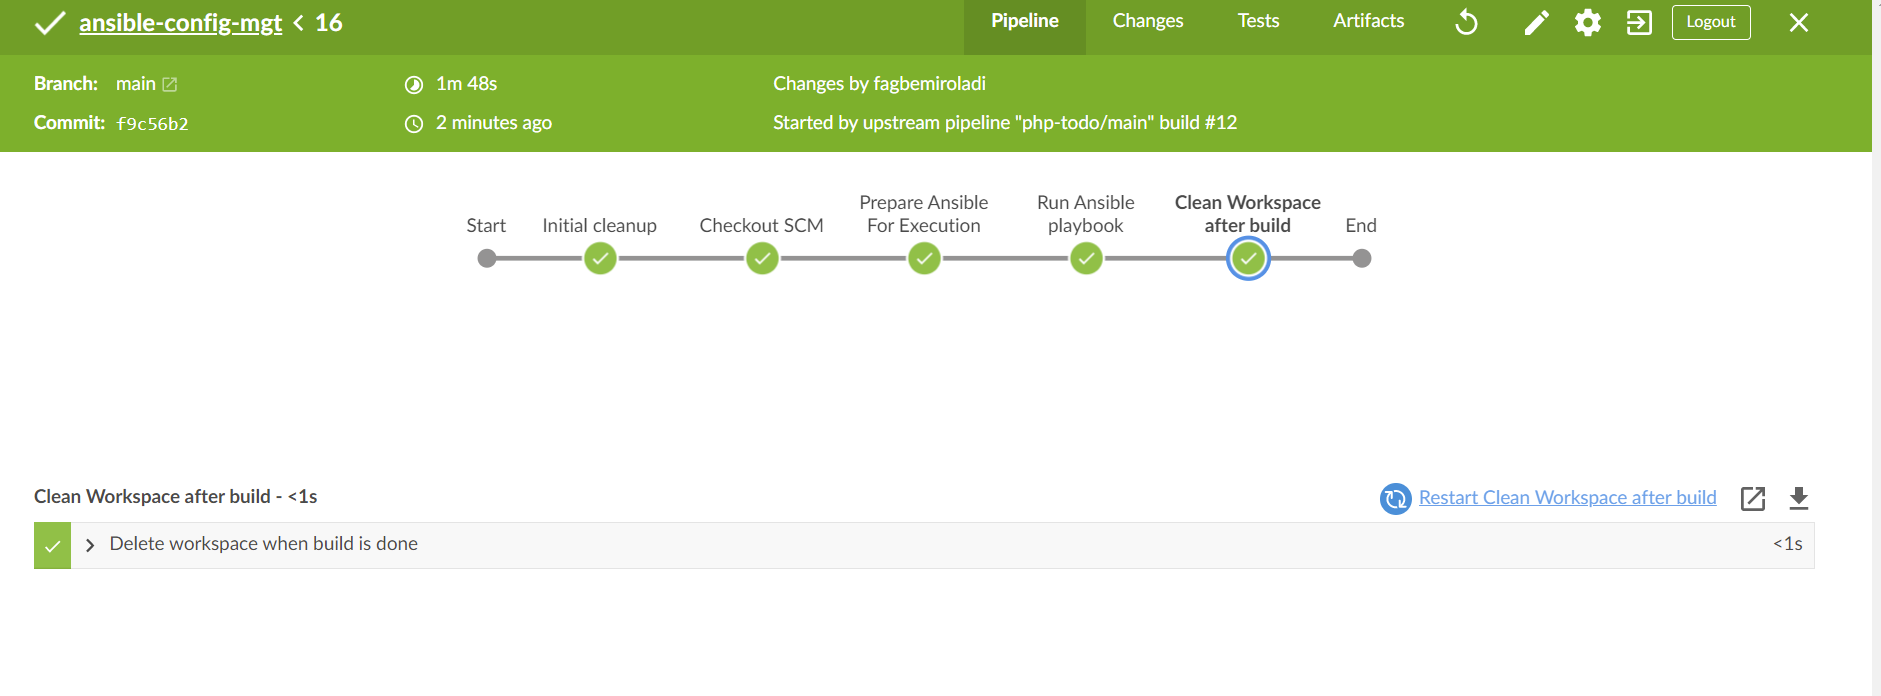 ansible-config-mgt < 16
Pipeline Changes Tests Artifacts Logout
Branch: main
1m 48s
Changes by fagbemiroladi
Commit: f9c56b2
2 minutes ago
Started by upstream pipeline "php-todo/main" build #12
Start
Initial cleanup
Checkout SCM
Prepare Ansible
For Execution
Run Ansible
playbook
Clean Workspace
after build
End
Clean Workspace after build - <1s
Restart Clean Workspace after build
Delete workspace when build is done
<1s